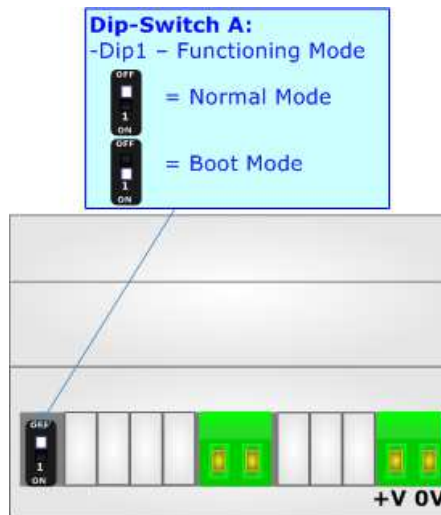 Dip-Switch A:
-Dip1 – Functioning Mode
OFF
= Normal Mode
1
ON
OFF
= Boot Mode
1
ON
OFF
1
ON
+V 0V